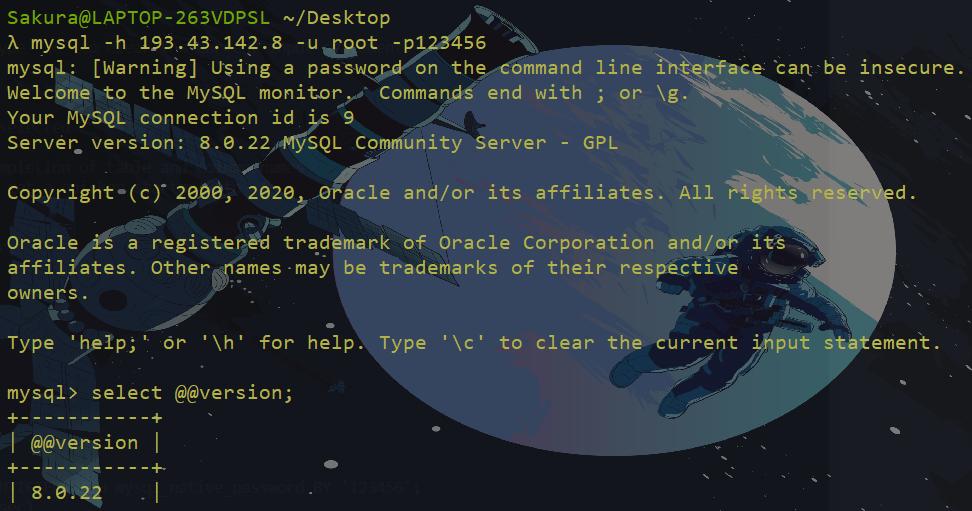 Sakura@LAPTOP-263VDPSL ~/Desktop
λ mysql -h 193.43.142.8 -u root -p123456
mysql: [Warning] Using a password on the command line interface can be insecure.
Welcome to the MySQL monitor.  Commands end with ; or \g.
Your MySQL connection id is 9
Server version: 8.0.22 MySQL Community Server - GPL
Copyright (c) 2000, 2020, Oracle and/or its affiliates. All rights reserved.
Oracle is a registered trademark of Oracle Corporation and/or its
affiliates. Other names may be trademarks of their respective
owners.
Type 'help;' or '\h' for help. Type '\c' to clear the current input statement.
mysql> select @@version;
+-----------+
| @@version |
+-----------+
| 8.0.22    |
mysql_native_password BY '123456';